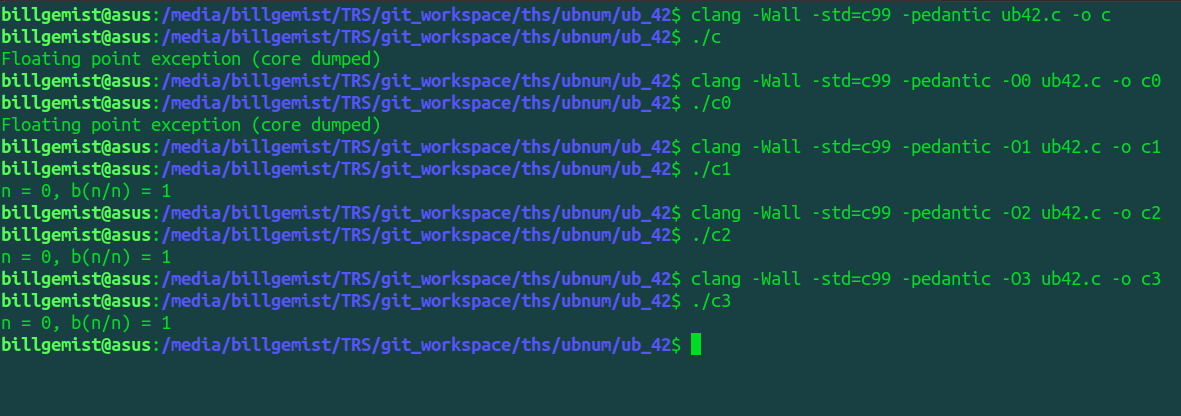 billgemist@asus:/media/billgemist/TRS/git_workspace/ths/ubnum/ub_42$ clang -Wall -std=c99 -pedantic ub42.c -o c
billgemist@asus:/media/billgemist/TRS/git_workspace/ths/ubnum/ub_42$ ./c
Floating point exception (core dumped)
billgemist@asus:/media/billgemist/TRS/git_workspace/ths/ubnum/ub_42$ clang -Wall -std=c99 -pedantic -O0 ub42.c -o c0
billgemist@asus:/media/billgemist/TRS/git_workspace/ths/ubnum/ub_42$ ./c0
Floating point exception (core dumped)
billgemist@asus:/media/billgemist/TRS/git_workspace/ths/ubnum/ub_42$ clang -Wall -std=c99 -pedantic -O1 ub42.c -o c1
billgemist@asus:/media/billgemist/TRS/git_workspace/ths/ubnum/ub_42$ ./c1
n = 0, b(n/n) = 1
billgemist@asus:/media/billgemist/TRS/git_workspace/ths/ubnum/ub_42$ clang -Wall -std=c99 -pedantic -O2 ub42.c -o c2
billgemist@asus:/media/billgemist/TRS/git_workspace/ths/ubnum/ub_42$ ./c2
n = 0, b(n/n) = 1
billgemist@asus:/media/billgemist/TRS/git_workspace/ths/ubnum/ub_42$ clang -Wall -std=c99 -pedantic -O3 ub42.c -o c3
billgemist@asus:/media/billgemist/TRS/git_workspace/ths/ubnum/ub_42$ ./c3
n = 0, b(n/n) = 1
billgemist@asus:/media/billgemist/TRS/git_workspace/ths/ubnum/ub_42$